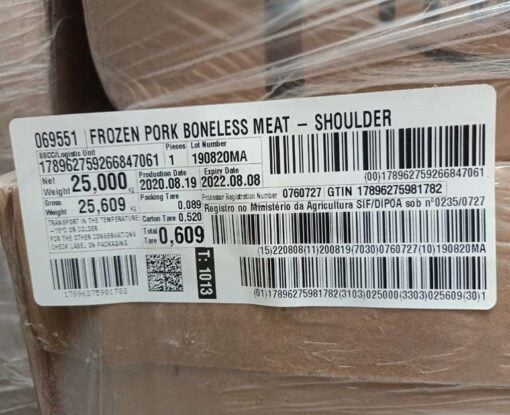 069551 FROZEN PORK BONELESS MEAT – SHOULDER
SSCC/Logistic Unit Pieces Lot Number
178962759266847061 1 190820MA
(00)178962759266847061
Net Weight 25,000 kg
Production Date Expiry Date
2020.08.19 2022.08.08
Gross Weight 25,609 kg
Packing Tare 0.089
Processor Registration Number 0760727 GTIN 17896275981782
Carton Tare 0.520
Registro no Ministério da Agricultura SIF/DIPOA sob nº0235/0727
TRANSPORT IN THE TEMPERATURE
-18°C OR COLDER.
FOR THE OTHER CONSERVATIONS
CHECK LABEL ON PACKAGING.
Total Tare 0,609
T: 1013
(15)220808(11)200819(7030)0760727(10)190820MA
17896275981782
(01)17896275981782(3103)025000(3303)025609(30)1